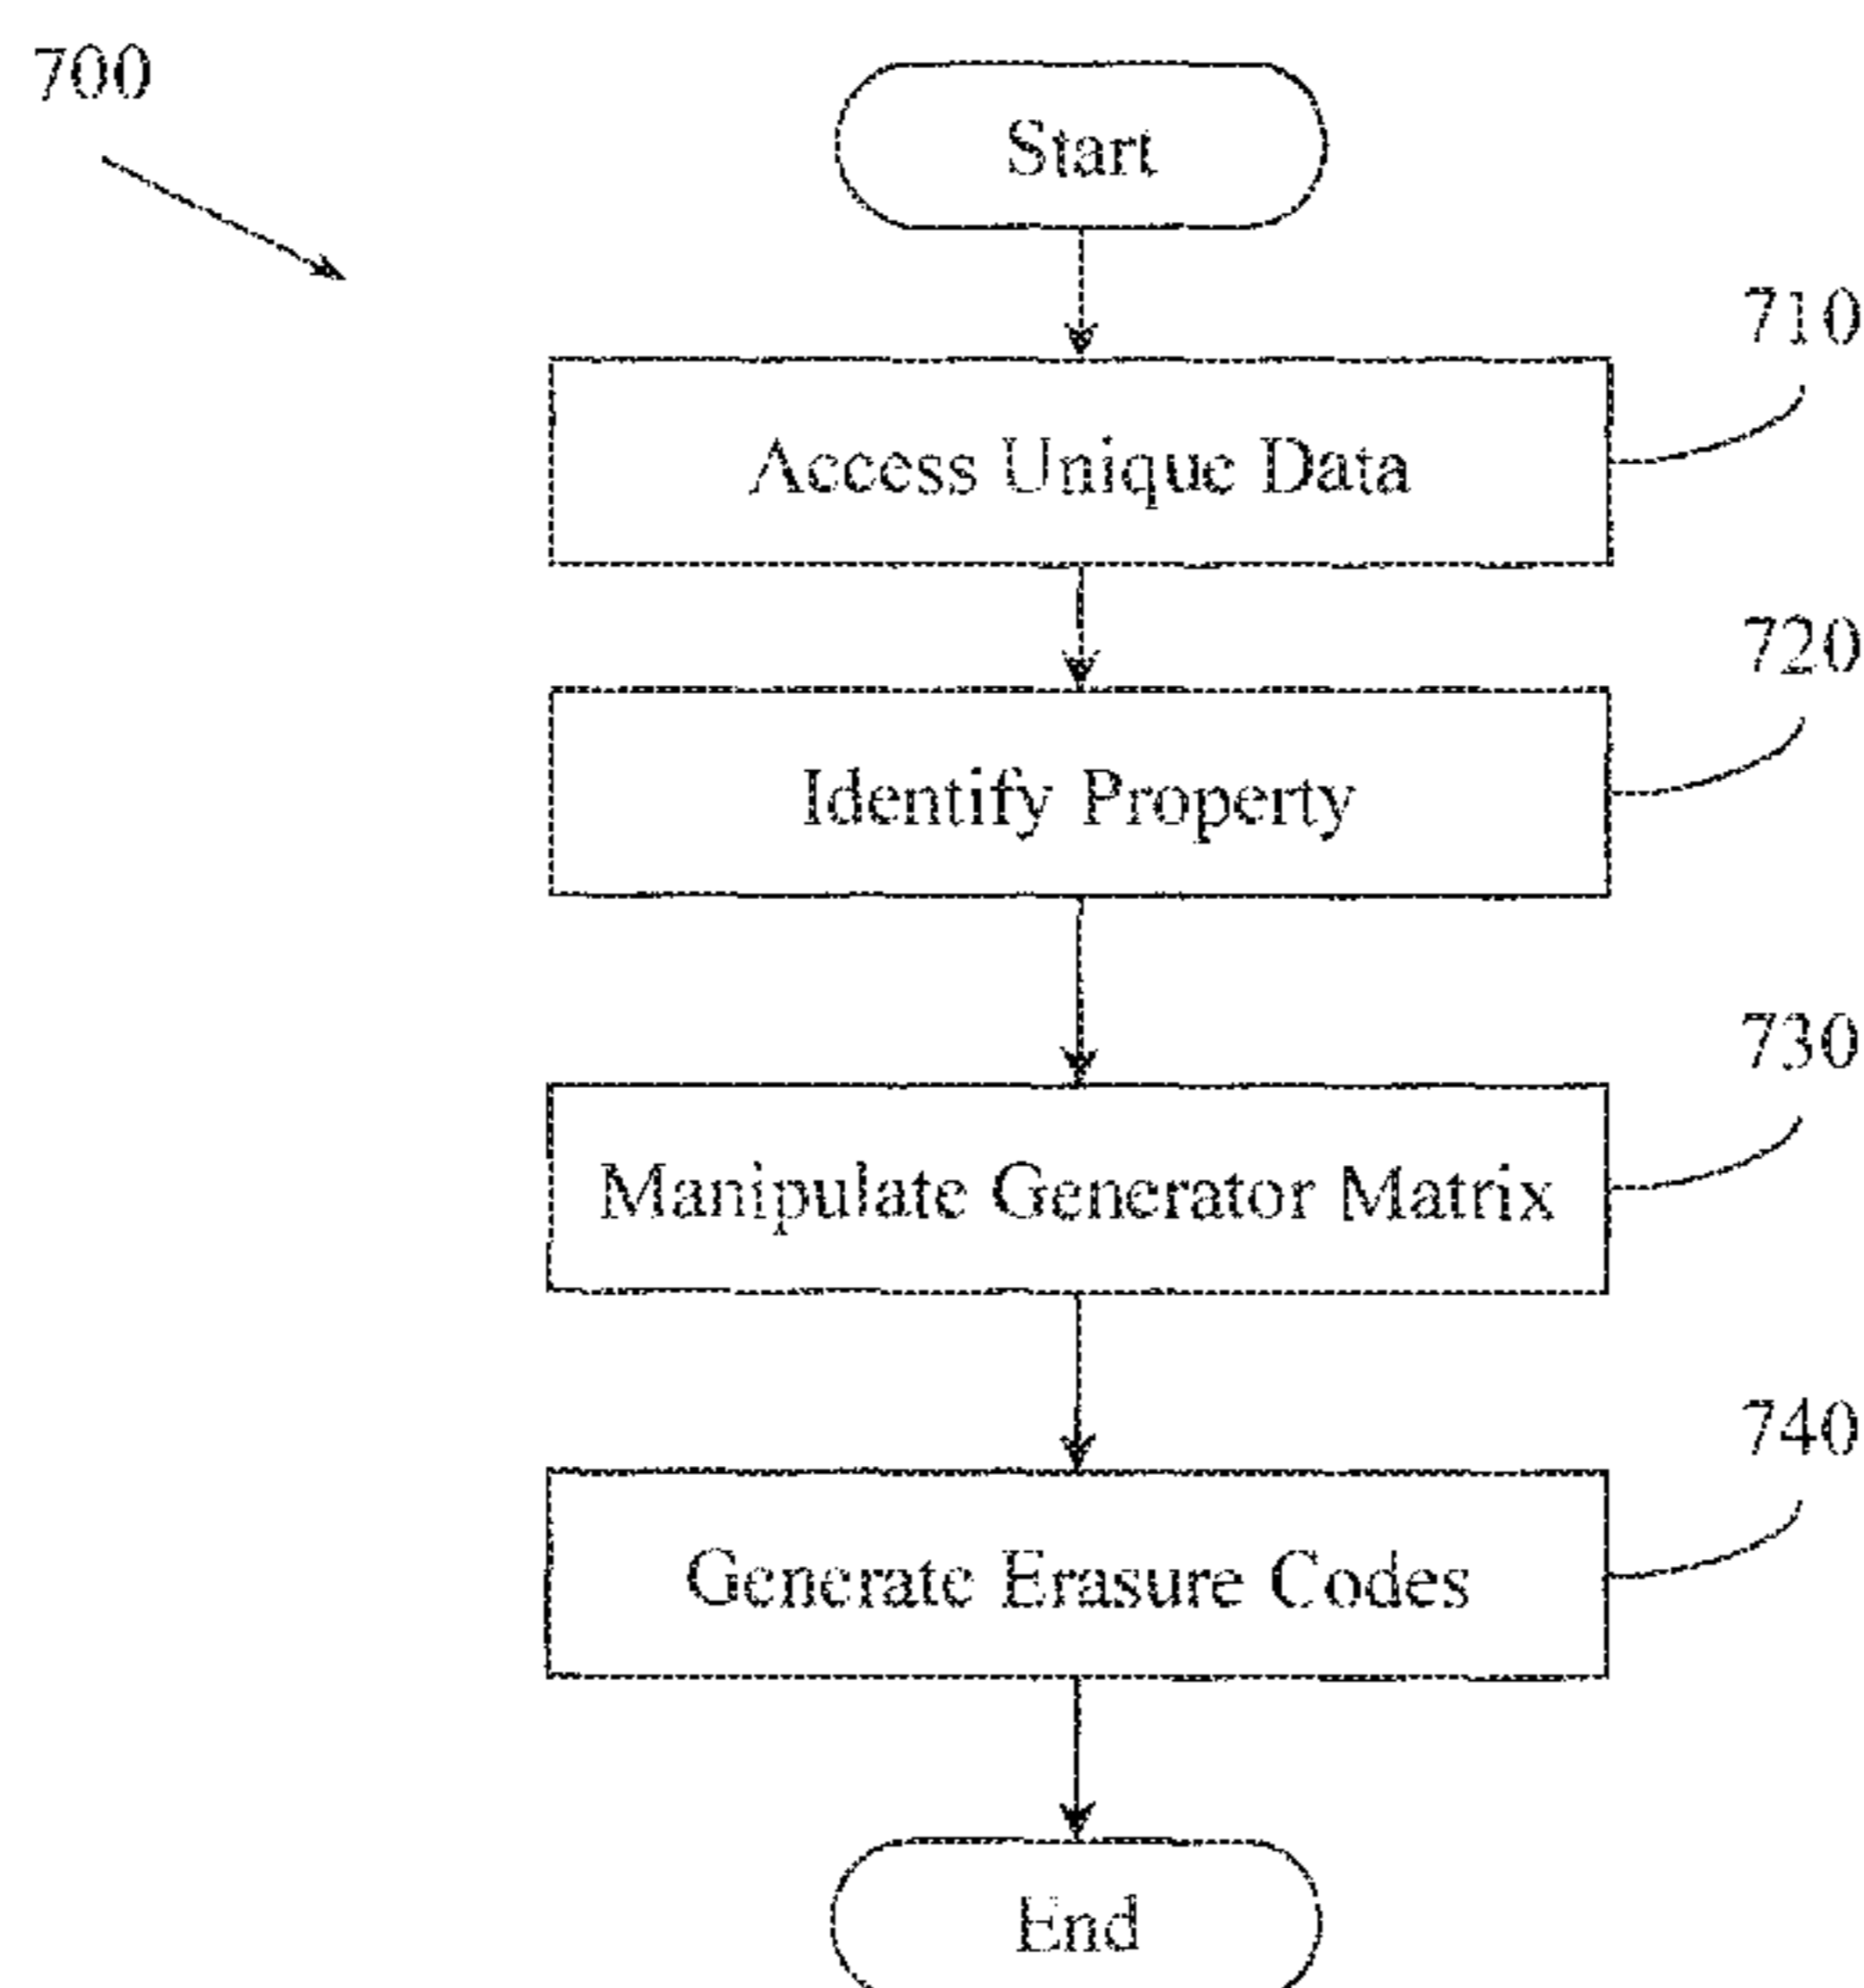 700
Start
710
Access Unique Data
720
Identify Property
730
Manipulate Generator Matrix
740
Generate Erasure Codes
End